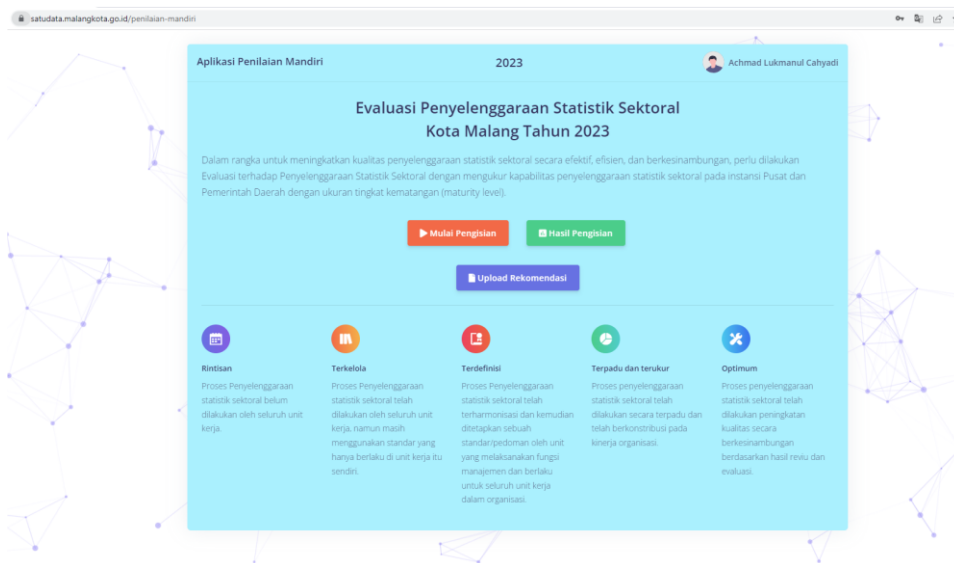 satudata.malangkota.go.id/penilaian-mandiri
Aplikasi Penilaian Mandiri
2023
Achmad Lukmanul Cahyadi
Evaluasi Penyelenggaraan Statistik Sektoral
Kota Malang Tahun 2023
Dalam rangka untuk meningkatkan kualitas penyelenggaraan statistik sektoral secara efektif, efisien, dan berkesinambungan, perlu dilakukan
Evaluasi terhadap Penyelenggaraan Statistik Sektoral dengan mengukur kapabilitas penyelenggaraan statistik sektoral pada instansi Pusat dan
Pemerintah Daerah dengan ukuran tingkat kematangan (maturity level).
Mulai Pengisian
Hasil Pengisian
Upload Rekomendasi
Rintisan
Proses Penyelenggaraan
statistik sektoral belum
dilakukan oleh seluruh unit
kerja.
Terkelola
Proses Penyelenggaraan
statistik sektoral telah
dilakukan oleh seluruh unit
kerja, namun masih
menggunakan standar yang
hanya berlaku di unit kerja itu
sendiri.
Terdefinisi
Proses Penyelenggaraan
statistik sektoral telah
terharmonisasi dan kemudian
ditetapkan sebuah
standar/pedoman oleh unit
yang melaksanakan fungsi
manajemen dan berlaku
untuk seluruh unit kerja
dalam organisasi.
Terpadu dan terukur
Proses penyelenggaraan
statistik sektoral telah
dilakukan secara terpadu dan
telah berkonstribusi pada
kinerja organisasi.
Optimum
Proses penyelenggaraan
statistik sektoral telah
dilakukan peningkatan
kualitas secara
berkesinambungan
berdasarkan hasil reviu dan
evaluasi.